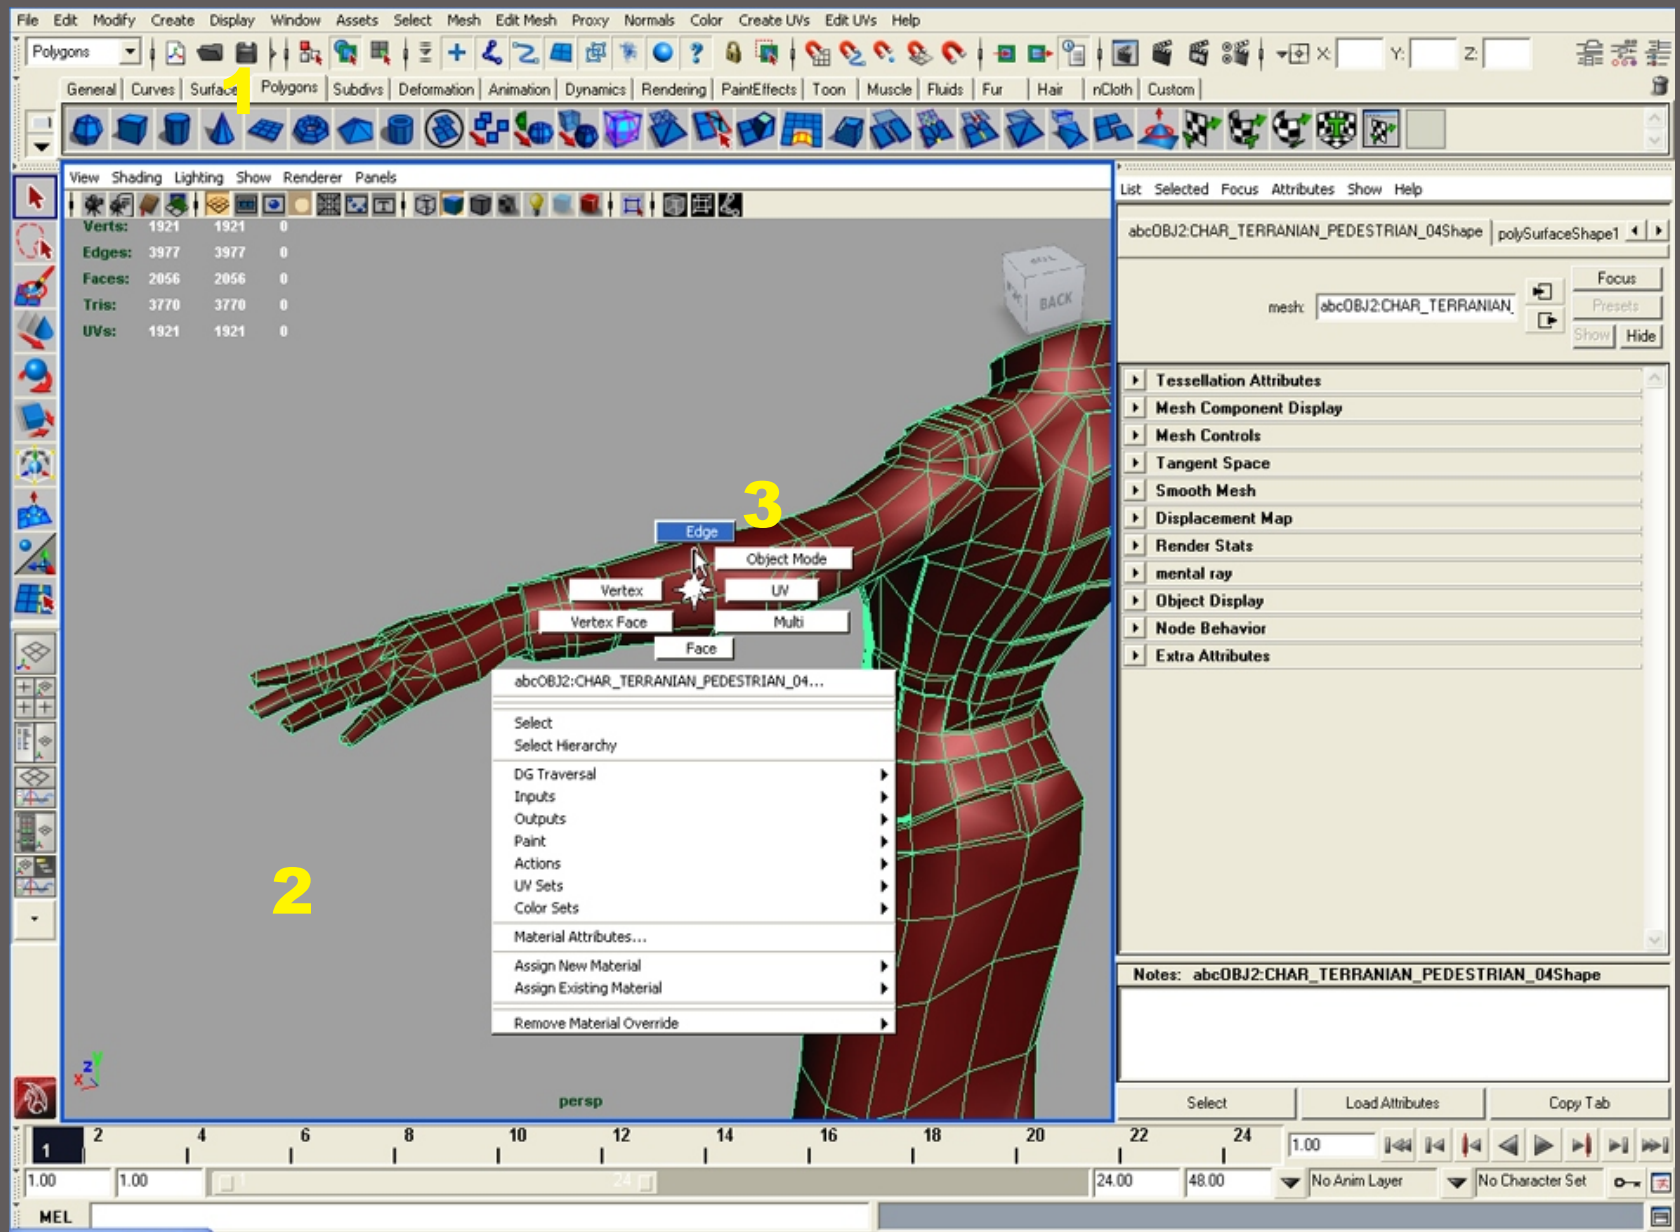 File Edit Modify Create Display Window Assets Select Mesh Edit Mesh Proxy Normals Color Create UVs Edit UVs Help
Polygons X: Y: Z:
1
General Curves Surface Polygons Subdivs Deformation Animation Dynamics Rendering PaintEffects Toon Muscle Fluids Fur Hair nCloth Custom
View Shading Lighting Show Renderer Panels
Verts: 1921 1921 0
Edges: 3977 3977 0
Faces: 2056 2056 0
Tris: 3770 3770 0
UVs: 1921 1921 0
TOP
BACK
3
Edge
Object Mode
Vertex UV
Vertex Face Multi
Face
abcOBJ2:CHAR_TERRANIAN_PEDESTRIAN_04...
Select
Select Hierarchy
DG Traversal
Inputs
Outputs
Paint
Actions
UV Sets
Color Sets
Material Attributes...
Assign New Material
Assign Existing Material
Remove Material Override
2
z y
x
persp
List Selected Focus Attributes Show Help
abcOBJ2:CHAR_TERRANIAN_PEDESTRIAN_04Shape polySurfaceShape1
Focus
mesh: abcOBJ2:CHAR_TERRANIAN_
Presets
Show Hide
Tessellation Attributes
Mesh Component Display
Mesh Controls
Tangent Space
Smooth Mesh
Displacement Map
Render Stats
mental ray
Object Display
Node Behavior
Extra Attributes
Notes: abcOBJ2:CHAR_TERRANIAN_PEDESTRIAN_04Shape
Select Load Attributes Copy Tab
1 2 4 6 8 10 12 14 16 18 20 22 24 1.00
1.00 1.00 1 24 24.00 48.00 No Anim Layer No Character Set
MEL